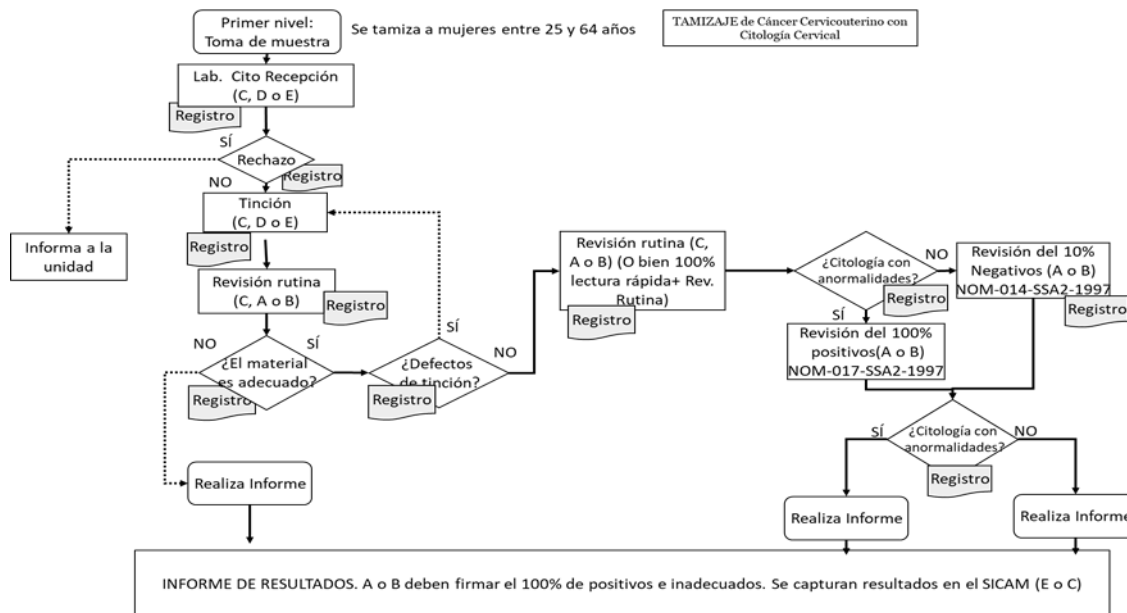 Primer nivel:
Toma de muestra
Se tamiza a mujeres entre 25 y 64 años
TAMIZAJE de Cáncer Cervicouterino con
Citología Cervical
Lab. Cito Recepción
(C, D o E)
Registro
SÍ
Rechazo
Registro
NO
Tinción
(C, D o E)
Registro
Informa a la
unidad
Revisión rutina
(C, A o B)
Registro
NO
SÍ
¿El material
es adecuado?
Registro
SÍ
NO
¿Defectos
de tinción?
Registro
Revisión rutina (C,
A o B) (O bien 100%
lectura rápida+ Rev.
Rutina)
Registro
¿Citología con
anormalidades?
Registro
NO
SÍ
Revisión del 10%
Negativos (A o B)
NOM-014-SSA2-1997
Registro
Revisión del 100%
positivos(A o B)
NOM-017-SSA2-1997
SÍ
¿Citología con
anormalidades?
NO
Registro
Realiza Informe
Realiza Informe
Realiza Informe
INFORME DE RESULTADOS. A o B deben firmar el 100% de positivos e inadecuados. Se capturan resultados en el SICAM (E o C)